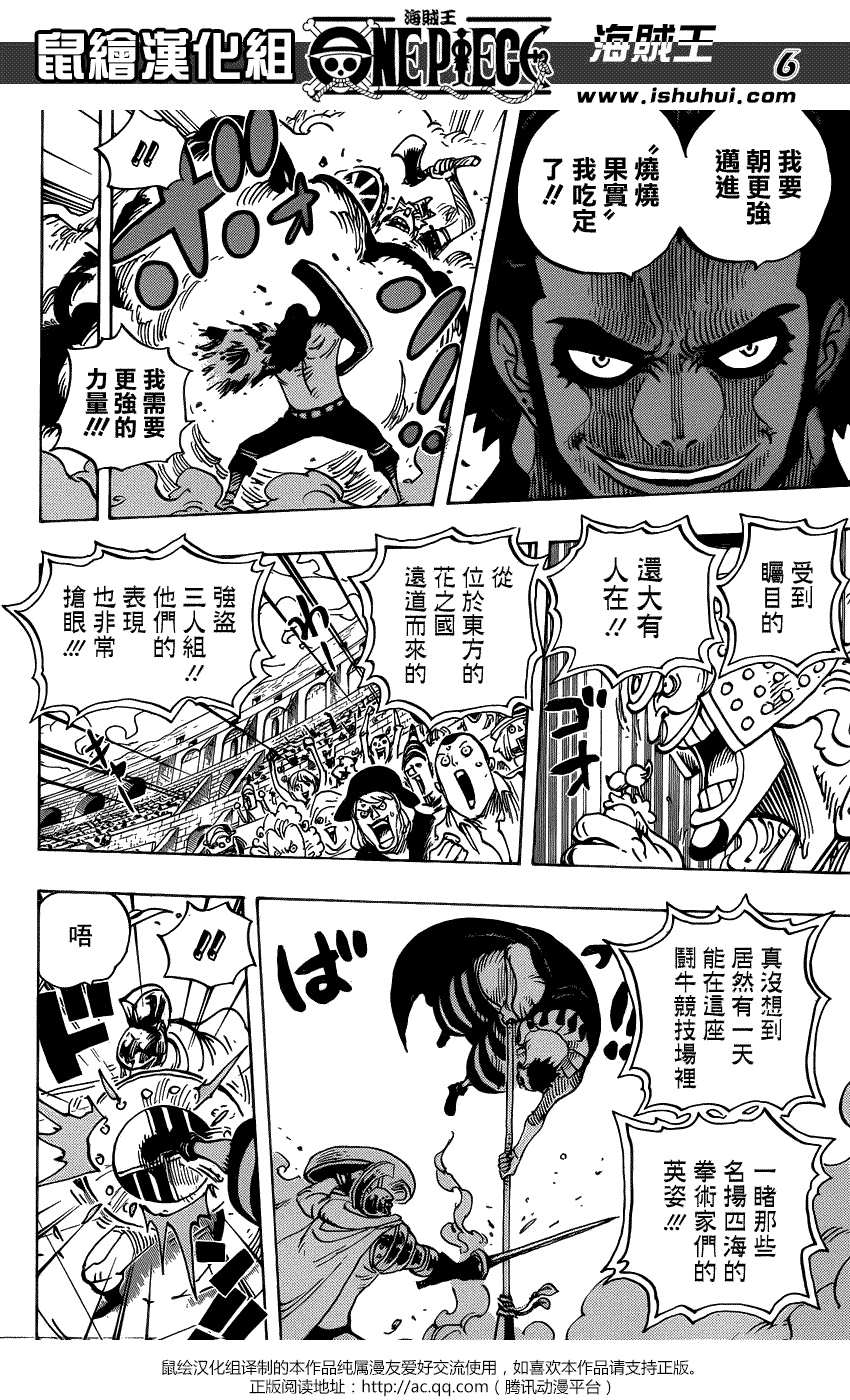 鼠繪漢化組
海賊王
ONE PIECE
海賊王
6
www.ishuhui.com
我要
朝更強
邁進
〝燒燒
果實〞
我吃定
了!!
!!
我需要
更強的
力量!!!
受到
矚目的
還大有
人在!!
從
位於東方的
花之國
遠道而來的
強盜
三人組!!
他們的
表現
也非常
搶眼!!!
ゴオ
わー
真沒想到
居然有一天
能在這座
鬪牛競技場裡
一睹那些
名揚四海的
拳術家們的
英姿!!!
ば
!!
唔
ドド
鼠绘汉化组译制的本作品纯属漫友爱好交流使用，如喜欢本作品请支持正版。
正版阅读地址：http://ac.qq.com（腾讯动漫平台）